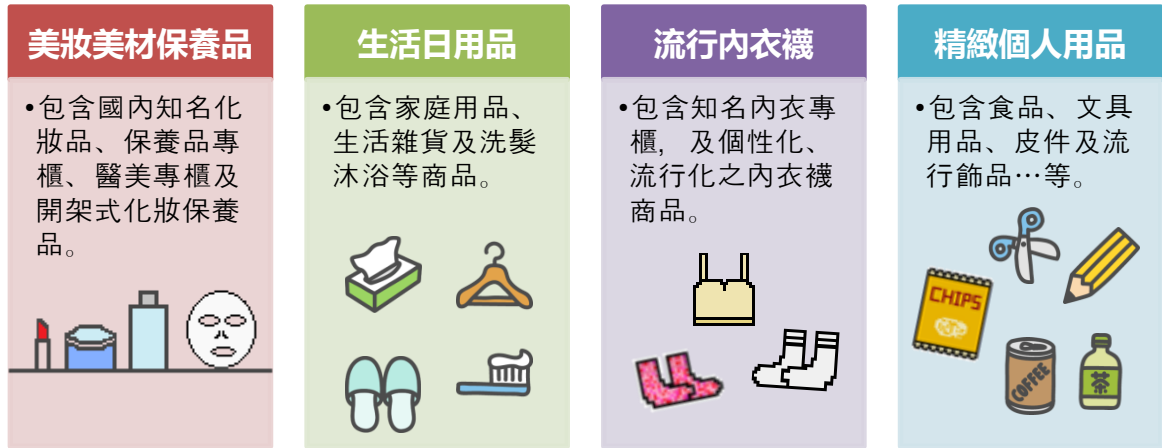 美妝美材保養品
•包含國內知名化
妝品、保養品專
櫃、醫美專櫃及
開架式化妝保養
品。
生活日用品
•包含家庭用品、
生活雜貨及洗髮
沐浴等商品。
流行內衣襪
•包含知名內衣專
櫃，及個性化、
流行化之內衣襪
商品。
精緻個人用品
•包含食品、文具
用品、皮件及流
行飾品…等。
CHIPS
COFFEE
茶